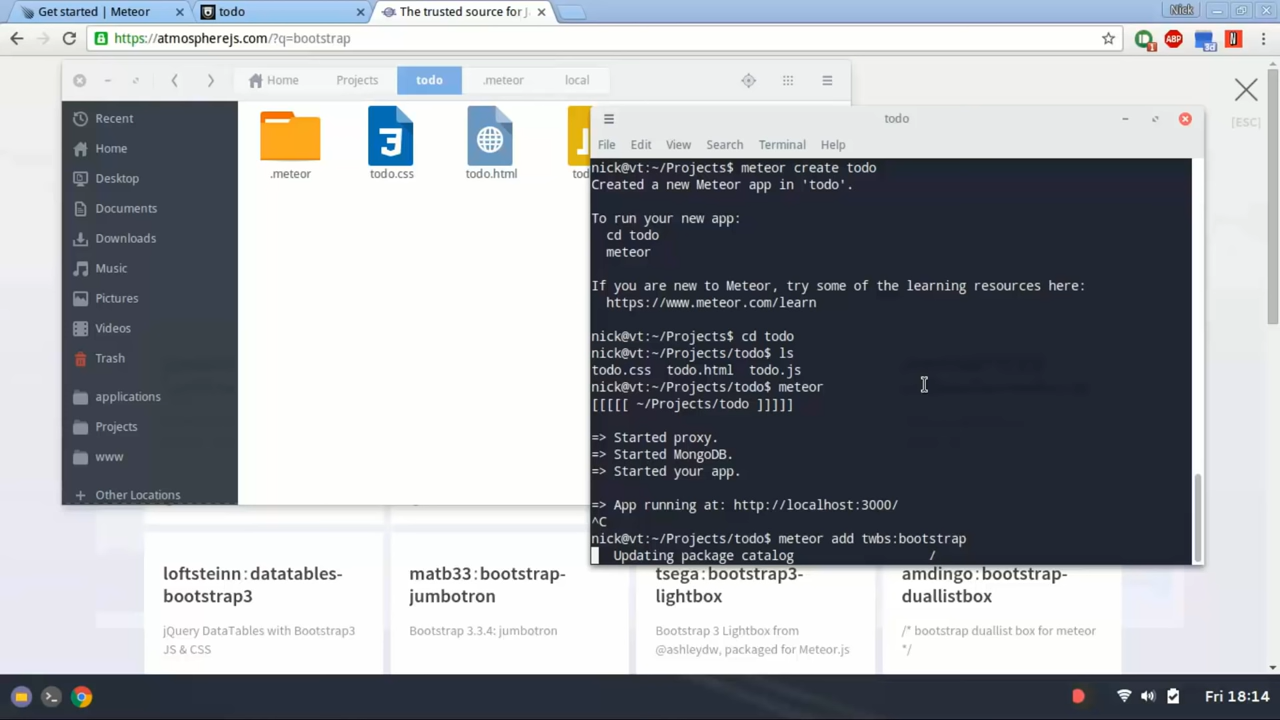 Get started | Meteor
todo
The trusted source for J
Nick
https://atmospherejs.com/?q=bootstrap
3d
Home
Projects
todo
.meteor
local
[ESC]
Recent
Home
Desktop
Documents
Downloads
Music
Pictures
Videos
Trash
applications
Projects
www
Other Locations
.meteor
todo.css
todo.html
todo
File Edit View Search Terminal Help
nick@vt:~/Projects$ meteor create todo
Created a new Meteor app in 'todo'.
To run your new app:
cd todo
meteor
If you are new to Meteor, try some of the learning resources here:
https://www.meteor.com/learn
nick@vt:~/Projects$ cd todo
nick@vt:~/Projects/todo$ ls
todo.css todo.html todo.js
nick@vt:~/Projects/todo$ meteor
[[[[[ ~/Projects/todo ]]]]]
=> Started proxy.
=> Started MongoDB.
=> Started your app.
=> App running at: http://localhost:3000/
^C
nick@vt:~/Projects/todo$ meteor add twbs:bootstrap
Updating package catalog /
loftsteinn:datatables-
bootstrap3
jQuery DataTables with Bootstrap3
JS & CSS
matb33:bootstrap-
jumbotron
Bootstrap 3.3.4: jumbotron
tsega:bootstrap3-
lightbox
Bootstrap 3 Lightbox from
@ashleydw, packaged for Meteor.js
amdingo:bootstrap-
duallistbox
/* bootstrap duallist box for meteor
*/
Fri 18:14